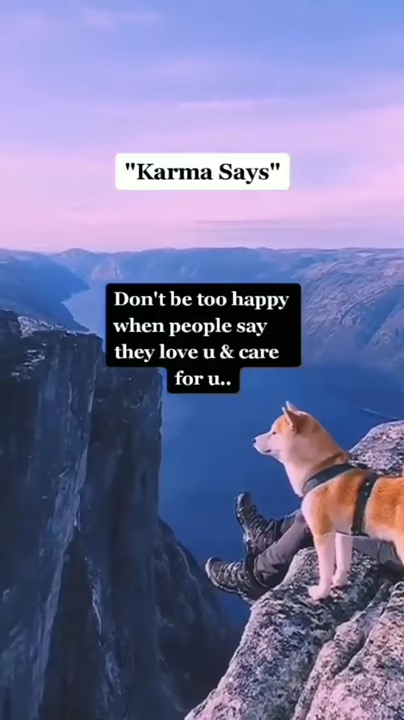 "Karma Says"
Don't be too happy
when people say
they love u & care
for u..